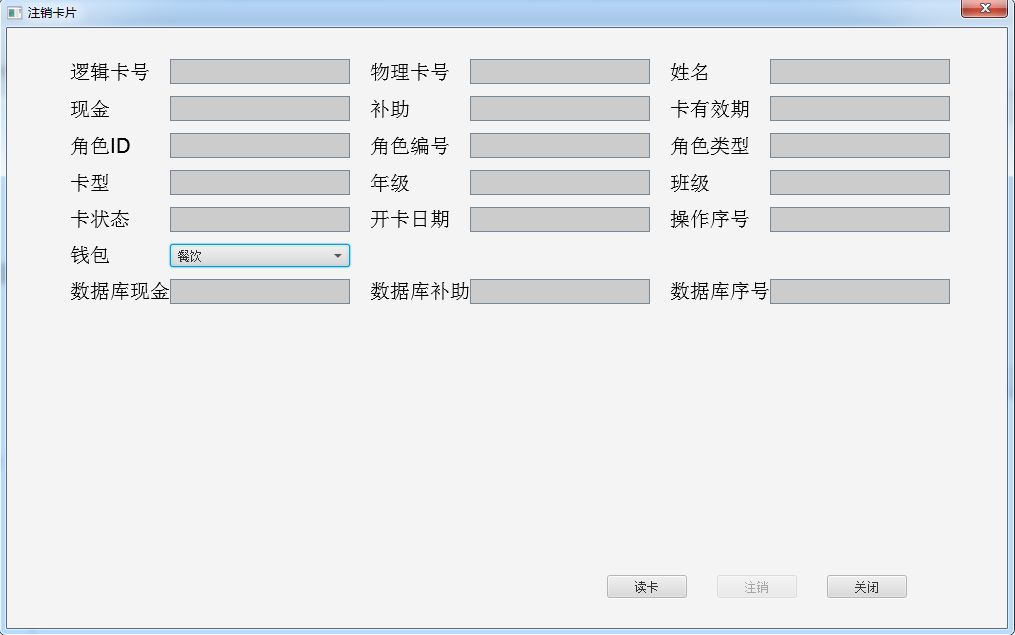 注销卡片
逻辑卡号 物理卡号 姓名
现金 补助 卡有效期
角色ID 角色编号 角色类型
卡型 年级 班级
卡状态 开卡日期 操作序号
钱包 餐饮
数据库现金 数据库补助 数据库序号
读卡 注销 关闭